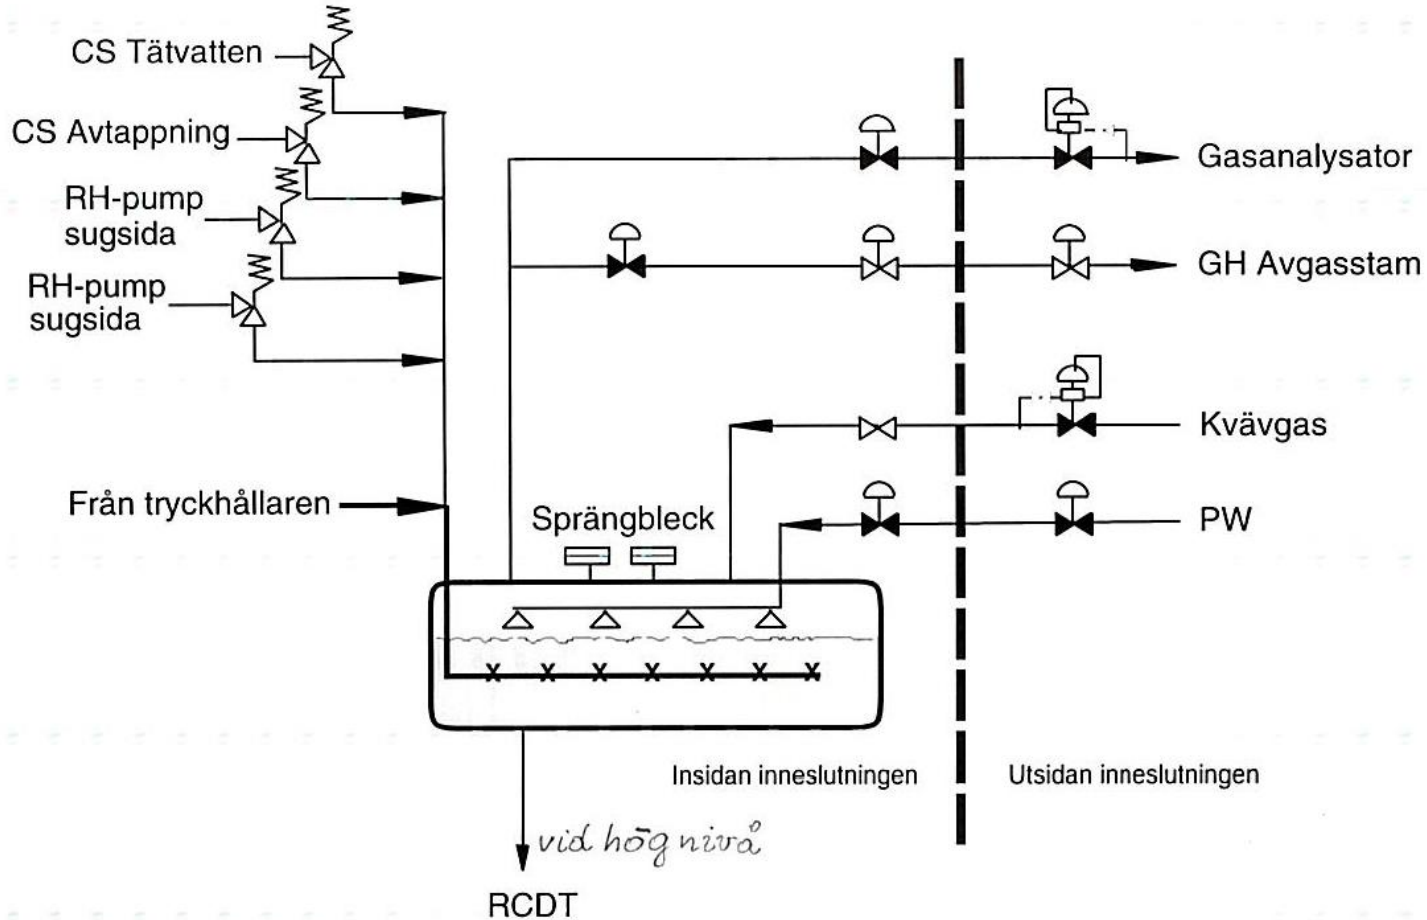 CS Tätvatten
CS Avtappning
RH-pump
sugsida
RH-pump
sugsida
Från tryckhållaren
Gasanalysator
GH Avgasstam
Kvävgas
PW
Sprängbleck
Insidan inneslutningen
Utsidan inneslutningen
vid hög nivå
RCDT